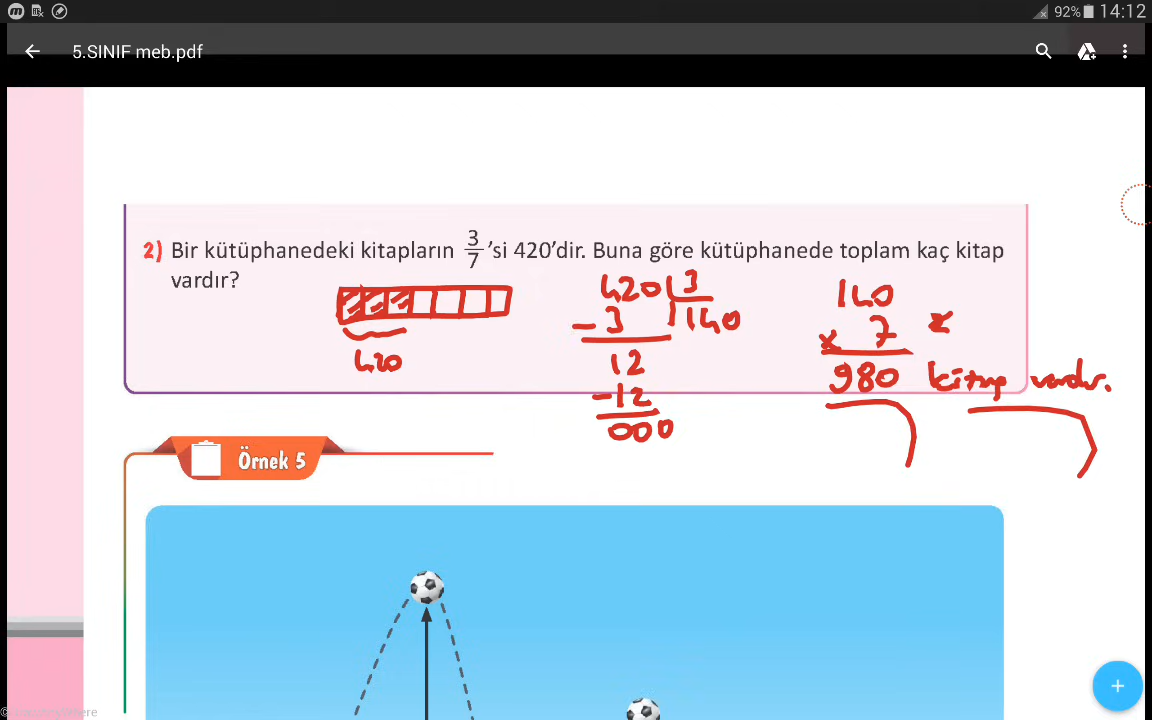 92% 14:12
5.SINIF meb.pdf
2) Bir kütüphanedeki kitapların 3/7 'si 420'dir. Buna göre kütüphanede toplam kaç kitap
vardır?
420
420 3
- 3 140
12
-12
000
140
x 7
980 kitap vardır.
Örnek 5